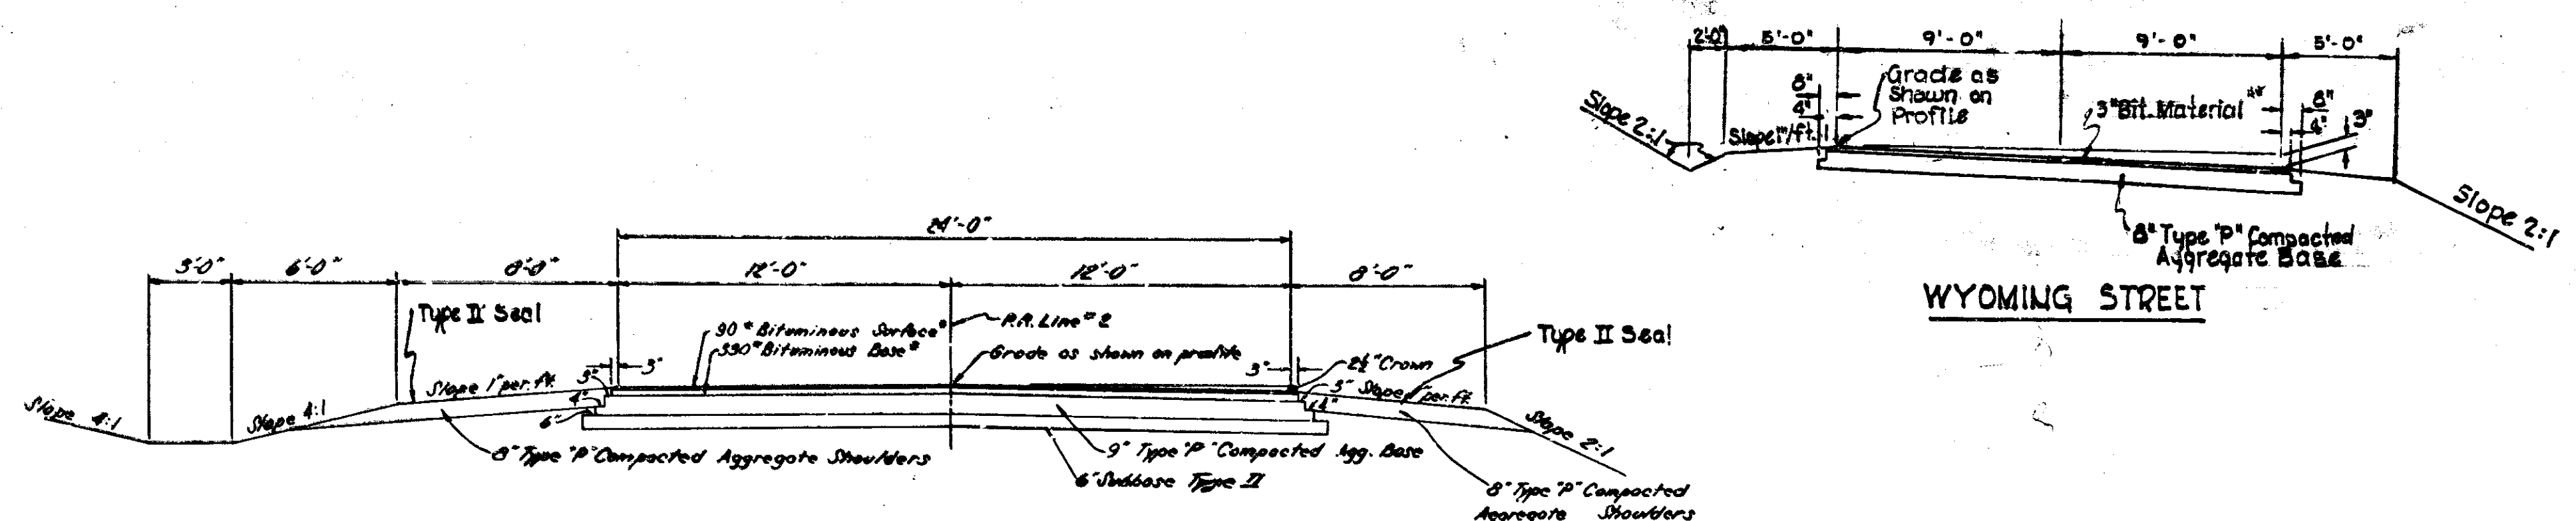 2'-0" 5'-0" 9'-0" 9'-0" 5'-0"
8"
4"
Grade as
Shown on
Profile
3" Bit. Material **
8"
4"
3"
Slope 2:1
Slope 1"/ft.
Slope 2:1
8" Type "P" Compacted
Aggregate Base
WYOMING STREET
24'-0"
6'-0" 8'-0" 12'-0" 12'-0" 8'-0"
Type II Seal
90# Bituminous Surface*
330# Bituminous Base*
Line #2
Grade as shown on profile
Type II Seal
3"
3"
2½" Crown
Slope 1" per. ft.
3"
3" Slope 1" per. ft.
4"
4"
6"
Slope 4:1
Slope 4:1
Slope 2:1
8" Type "P" Compacted Aggregate Shoulders
9" Type "P" Compacted Agg. Base
6" Subbase Type II
8" Type "P" Compacted
Aggregate Shoulders